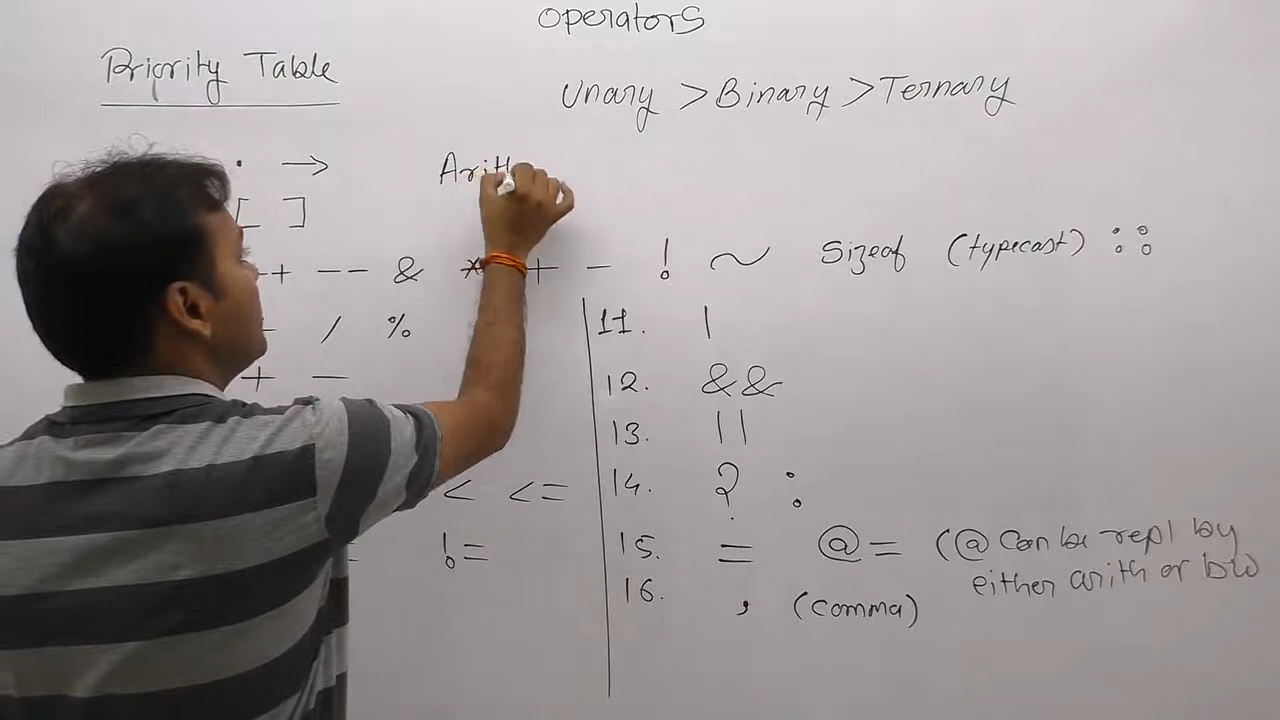 Operators
Priority Table
Unary > Binary > Ternary
. →
Arith
[ ]
+ -- & * + - ! ~ Sizeof (typecast) ::
/ %
+ -
< <=
!=
11. |
12. &&
13. ||
14. ? :
15. = @= (@ Can be repl by
either arith or bw
16. , (comma)